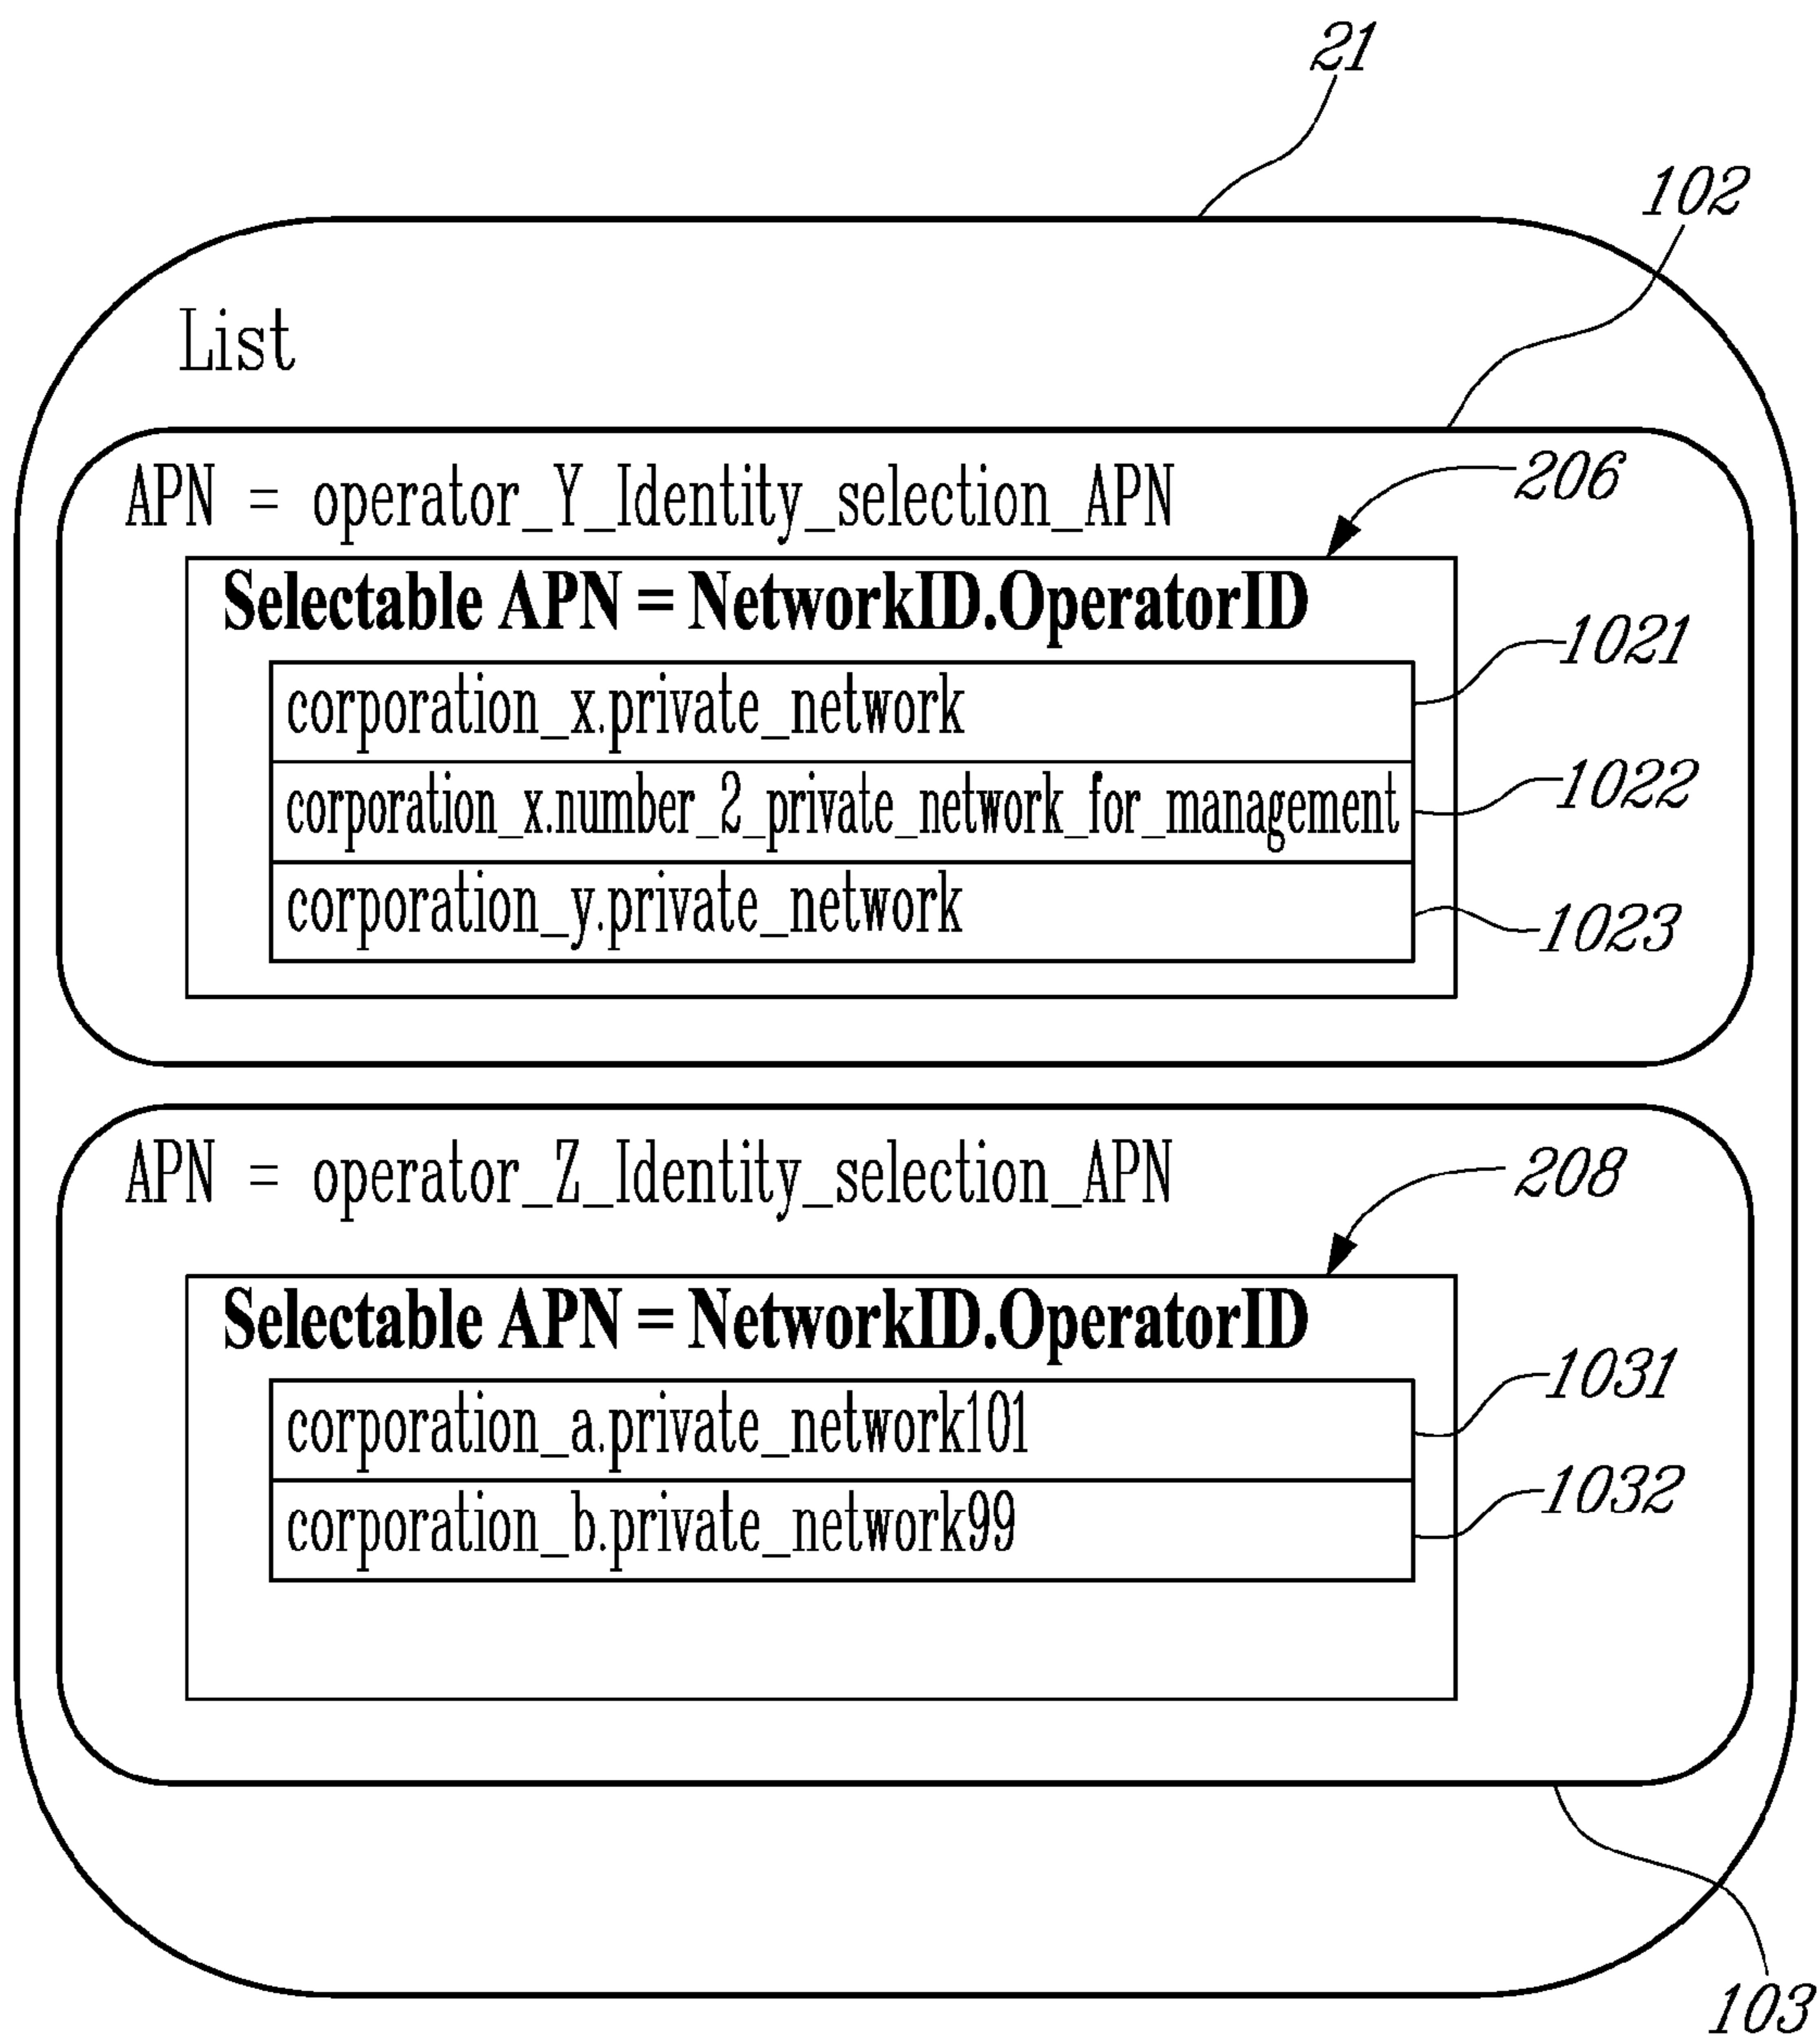 21
102
List
APN = operator_Y_Identity_selection_APN
206
Selectable APN = NetworkID.OperatorID
1021
corporation_x.private_network
1022
corporation_x.number_2_private_network_for_management
corporation_y.private_network
1023
APN = operator_Z_Identity_selection_APN
208
Selectable APN = NetworkID.OperatorID
1031
corporation_a.private_network101
1032
corporation_b.private_network99
103